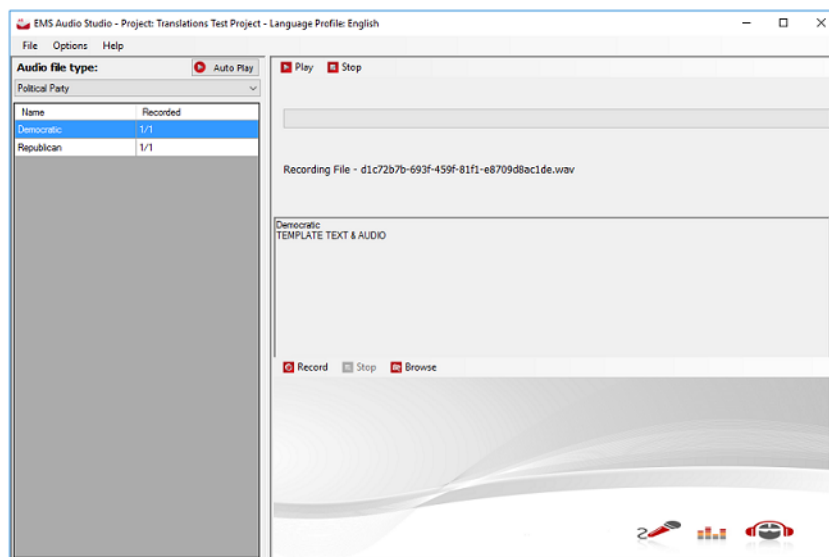 EMS Audio Studio - Project: Translations Test Project - Language Profile: English
File Options Help
Audio file type:
Auto Play
Political Party
Name Recorded
Democratic 1/1
Republican 1/1
Play Stop
Recording File - d1c72b7b-693f-459f-81f1-e8709d8ac1de.wav
Democratic
TEMPLATE TEXT & AUDIO
Record Stop Browse